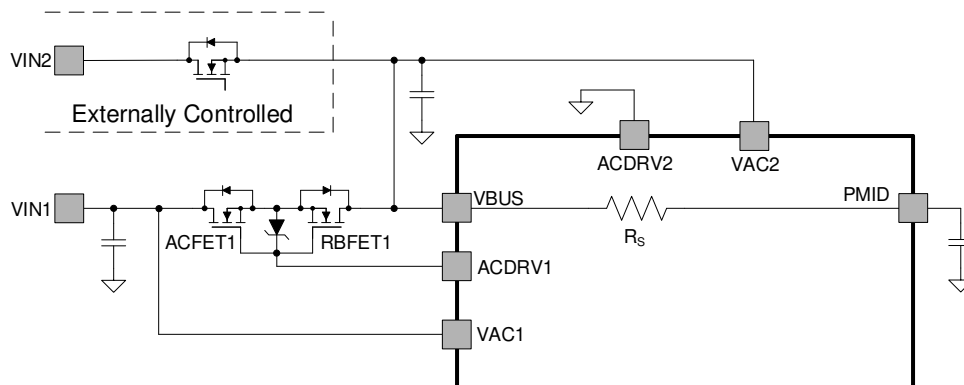 VIN2
Externally Controlled
ACDRV2
VAC2
VIN1
ACFET1
RBFET1
VBUS
RS
PMID
ACDRV1
VAC1